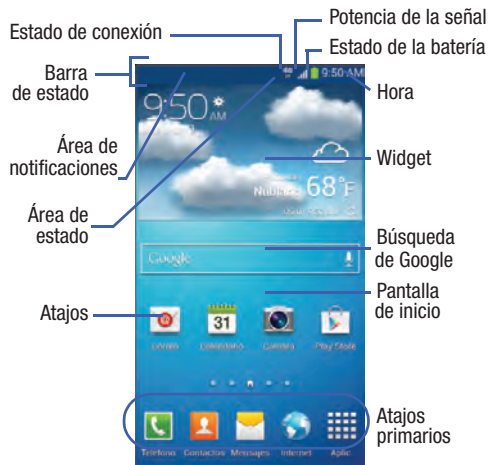 Potencia de la señal
Estado de conexión
Estado de la batería
Barra
de estado
9:50 AM
Hora
9:50
AM
Área de
notificaciones
Widget
Nublado
68°F
Área de
estado
Google
Búsqueda
de Google
Pantalla
de inicio
Atajos
31
Correo
Calendario
Cámara
Play Store
Atajos
primarios
Teléfono
Contactos
Mensajes
Internet
Aplic.